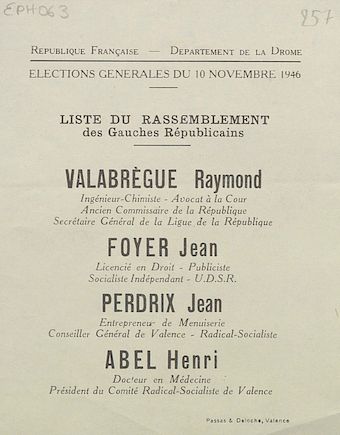 EPH063
857
REPUBLIQUE FRANÇAISE — DEPARTEMENT DE LA DROME
ELECTIONS GENERALES DU 10 NOVEMBRE 1946
LISTE DU RASSEMBLEMENT
des Gauches Républicains
VALABRÈGUE Raymond
Ingénieur-Chimiste - Avocat à la Cour
Ancien Commissaire de la République
Secrétaire Général de la Ligue de la République
FOYER Jean
Licencié en Droit - Publiciste
Socialiste Indépendant - U.D.S.R.
PERDRIX Jean
Entrepreneur de Menuiserie
Conseiller Général de Valence - Radical-Socialiste
ABEL Henri
Docteur en Médecine
Président du Comité Radical-Socialiste de Valence
Passas & Deloche, Valence